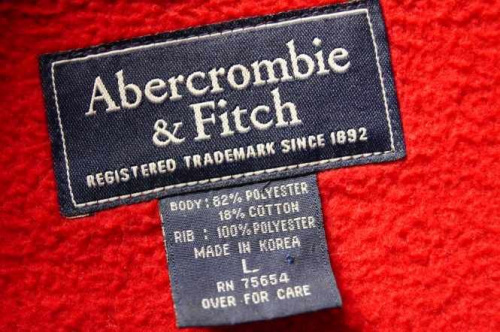 Abercrombie
& Fitch
REGISTERED TRADEMARK SINCE 1892
BODY: 82% POLYESTER
18% COTTON
RIB : 100% POLYESTER
MADE IN KOREA
L
RN 75654
OVER FOR CARE